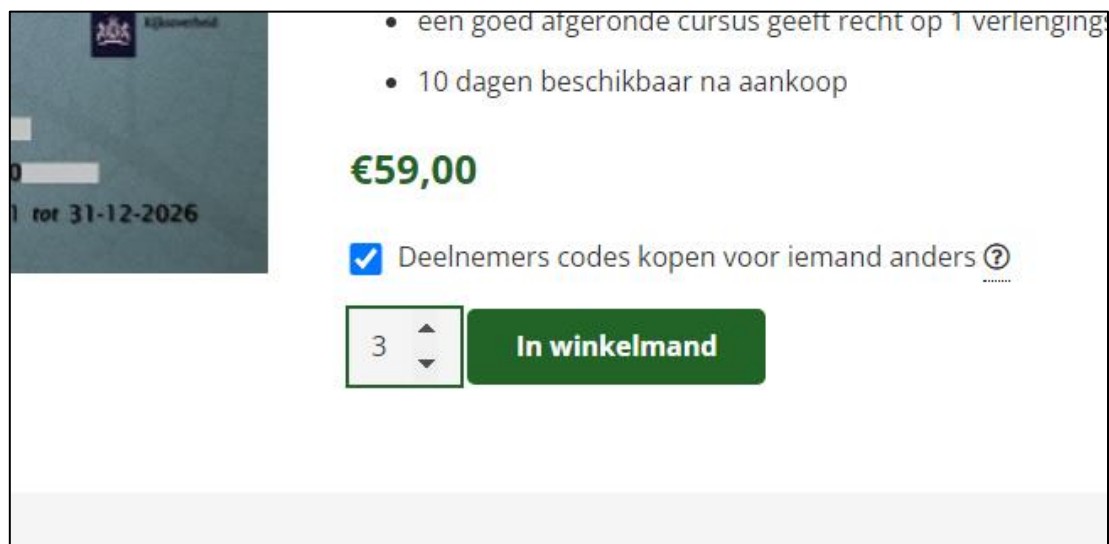 Rijksoverheid
een goed afgeronde cursus geeft recht op 1 verlengings
10 dagen beschikbaar na aankoop
€59,00
tot 31-12-2026
Deelnemers codes kopen voor iemand anders ?
3
In winkelmand